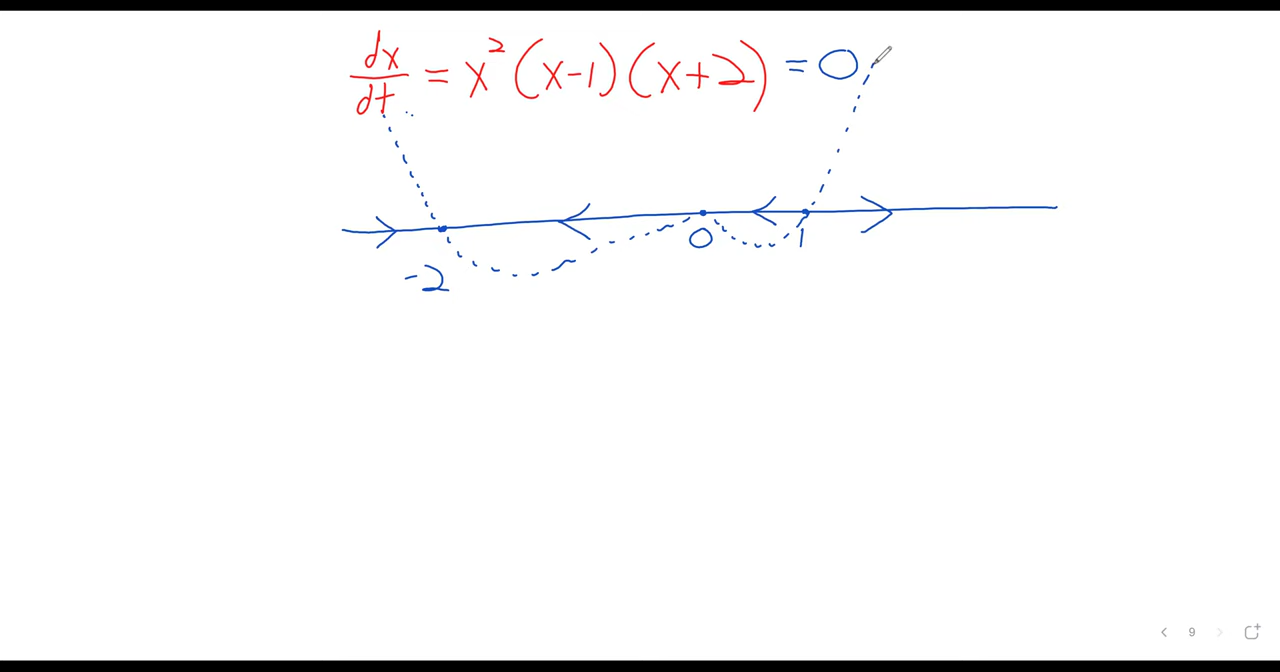 dx/dt = x²(x-1)(x+2) = 0
-2 0 1
9